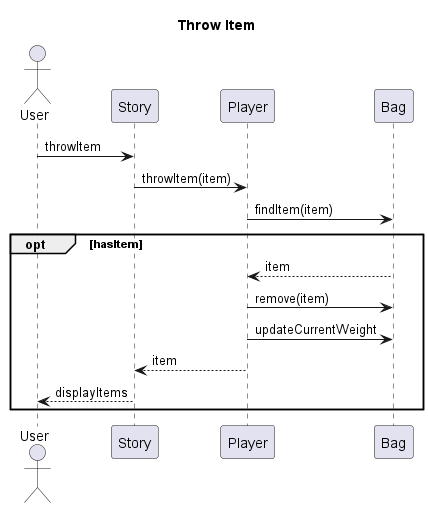 Throw Item
User
Story Player Bag
throwItem
throwItem(item)
findItem(item)
opt [hasItem]
item
remove(item)
updateCurrentWeight
item
displayItems
User
Story Player Bag